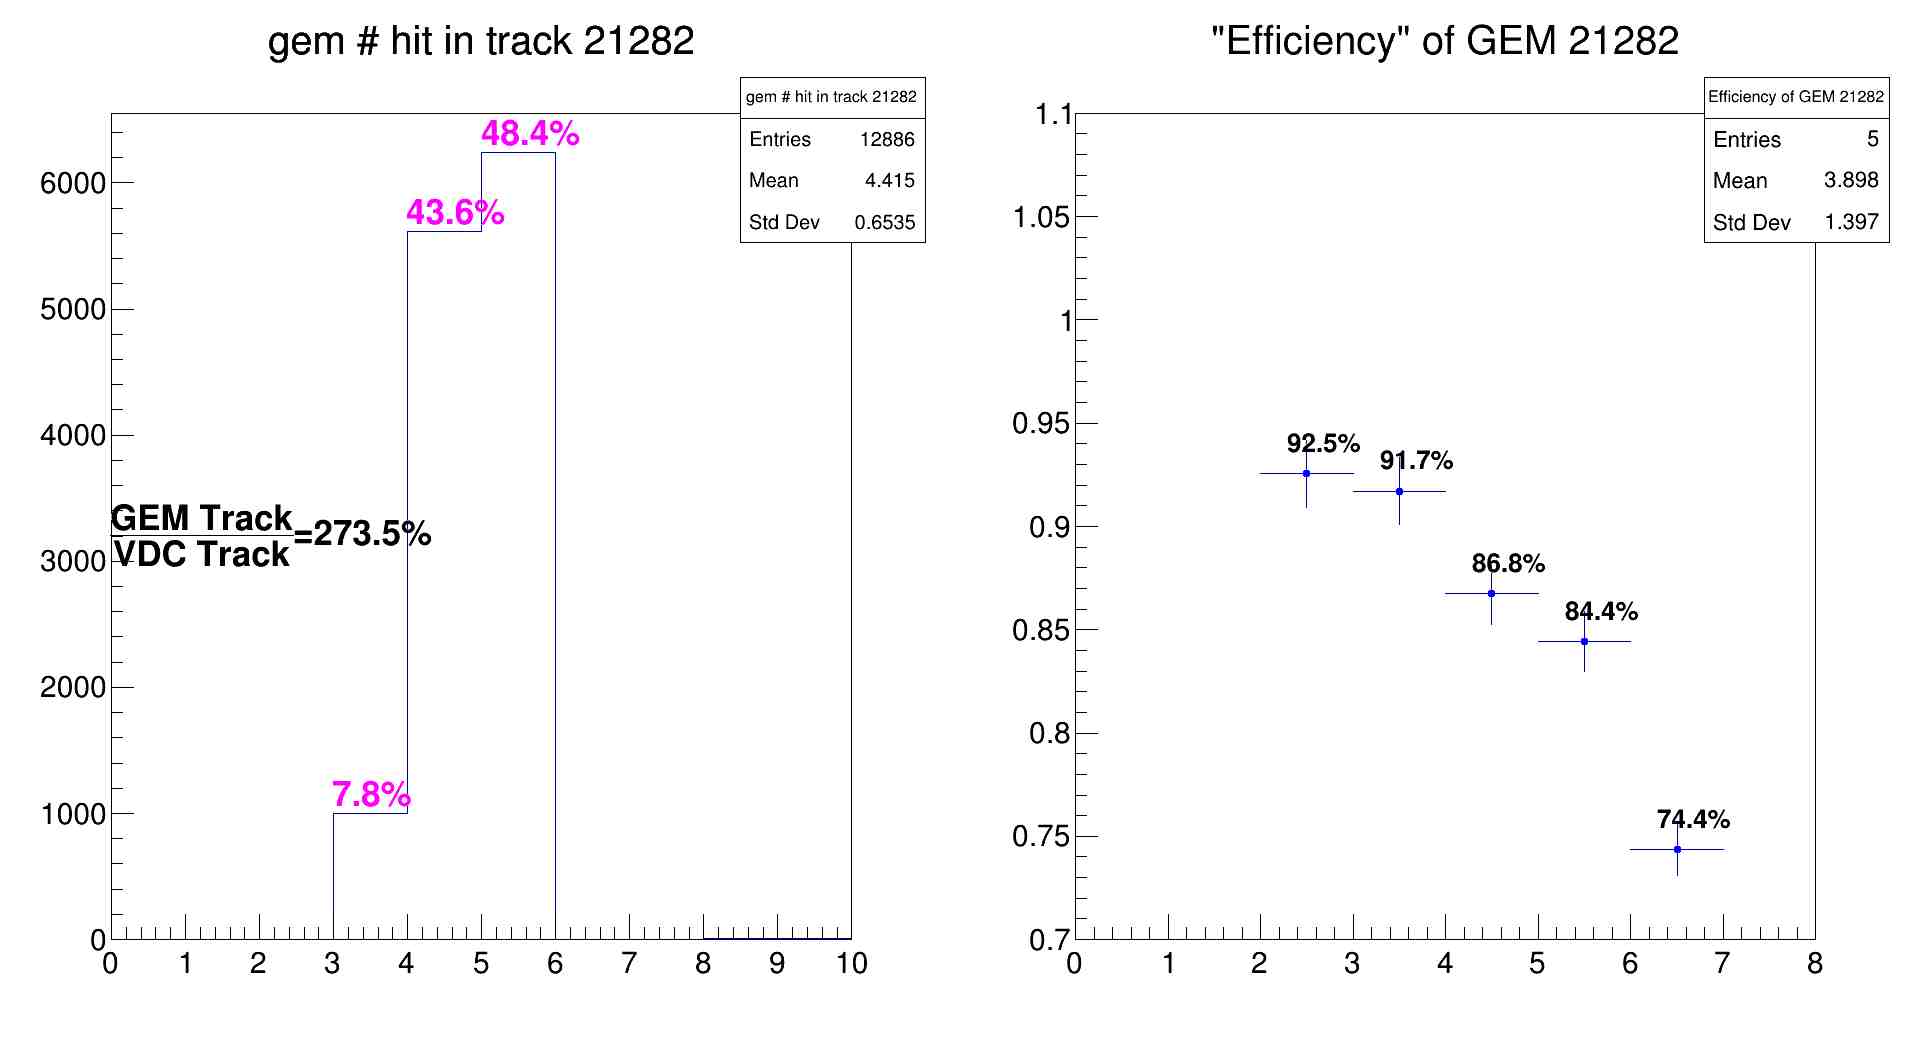 gem # hit in track 21282
gem # hit in track 21282
Entries 12886
Mean 4.415
Std Dev 0.6535
48.4%
43.6%
7.8%
GEM Track
VDC Track
=273.5%
6000
5000
4000
3000
2000
1000
0
0 1 2 3 4 5 6 7 8 9 10
"Efficiency" of GEM 21282
Efficiency of GEM 21282
Entries 5
Mean 3.898
Std Dev 1.397
1.1
1.05
1
0.95
0.9
0.85
0.8
0.75
0.7
92.5%
91.7%
86.8%
84.4%
74.4%
0 1 2 3 4 5 6 7 8